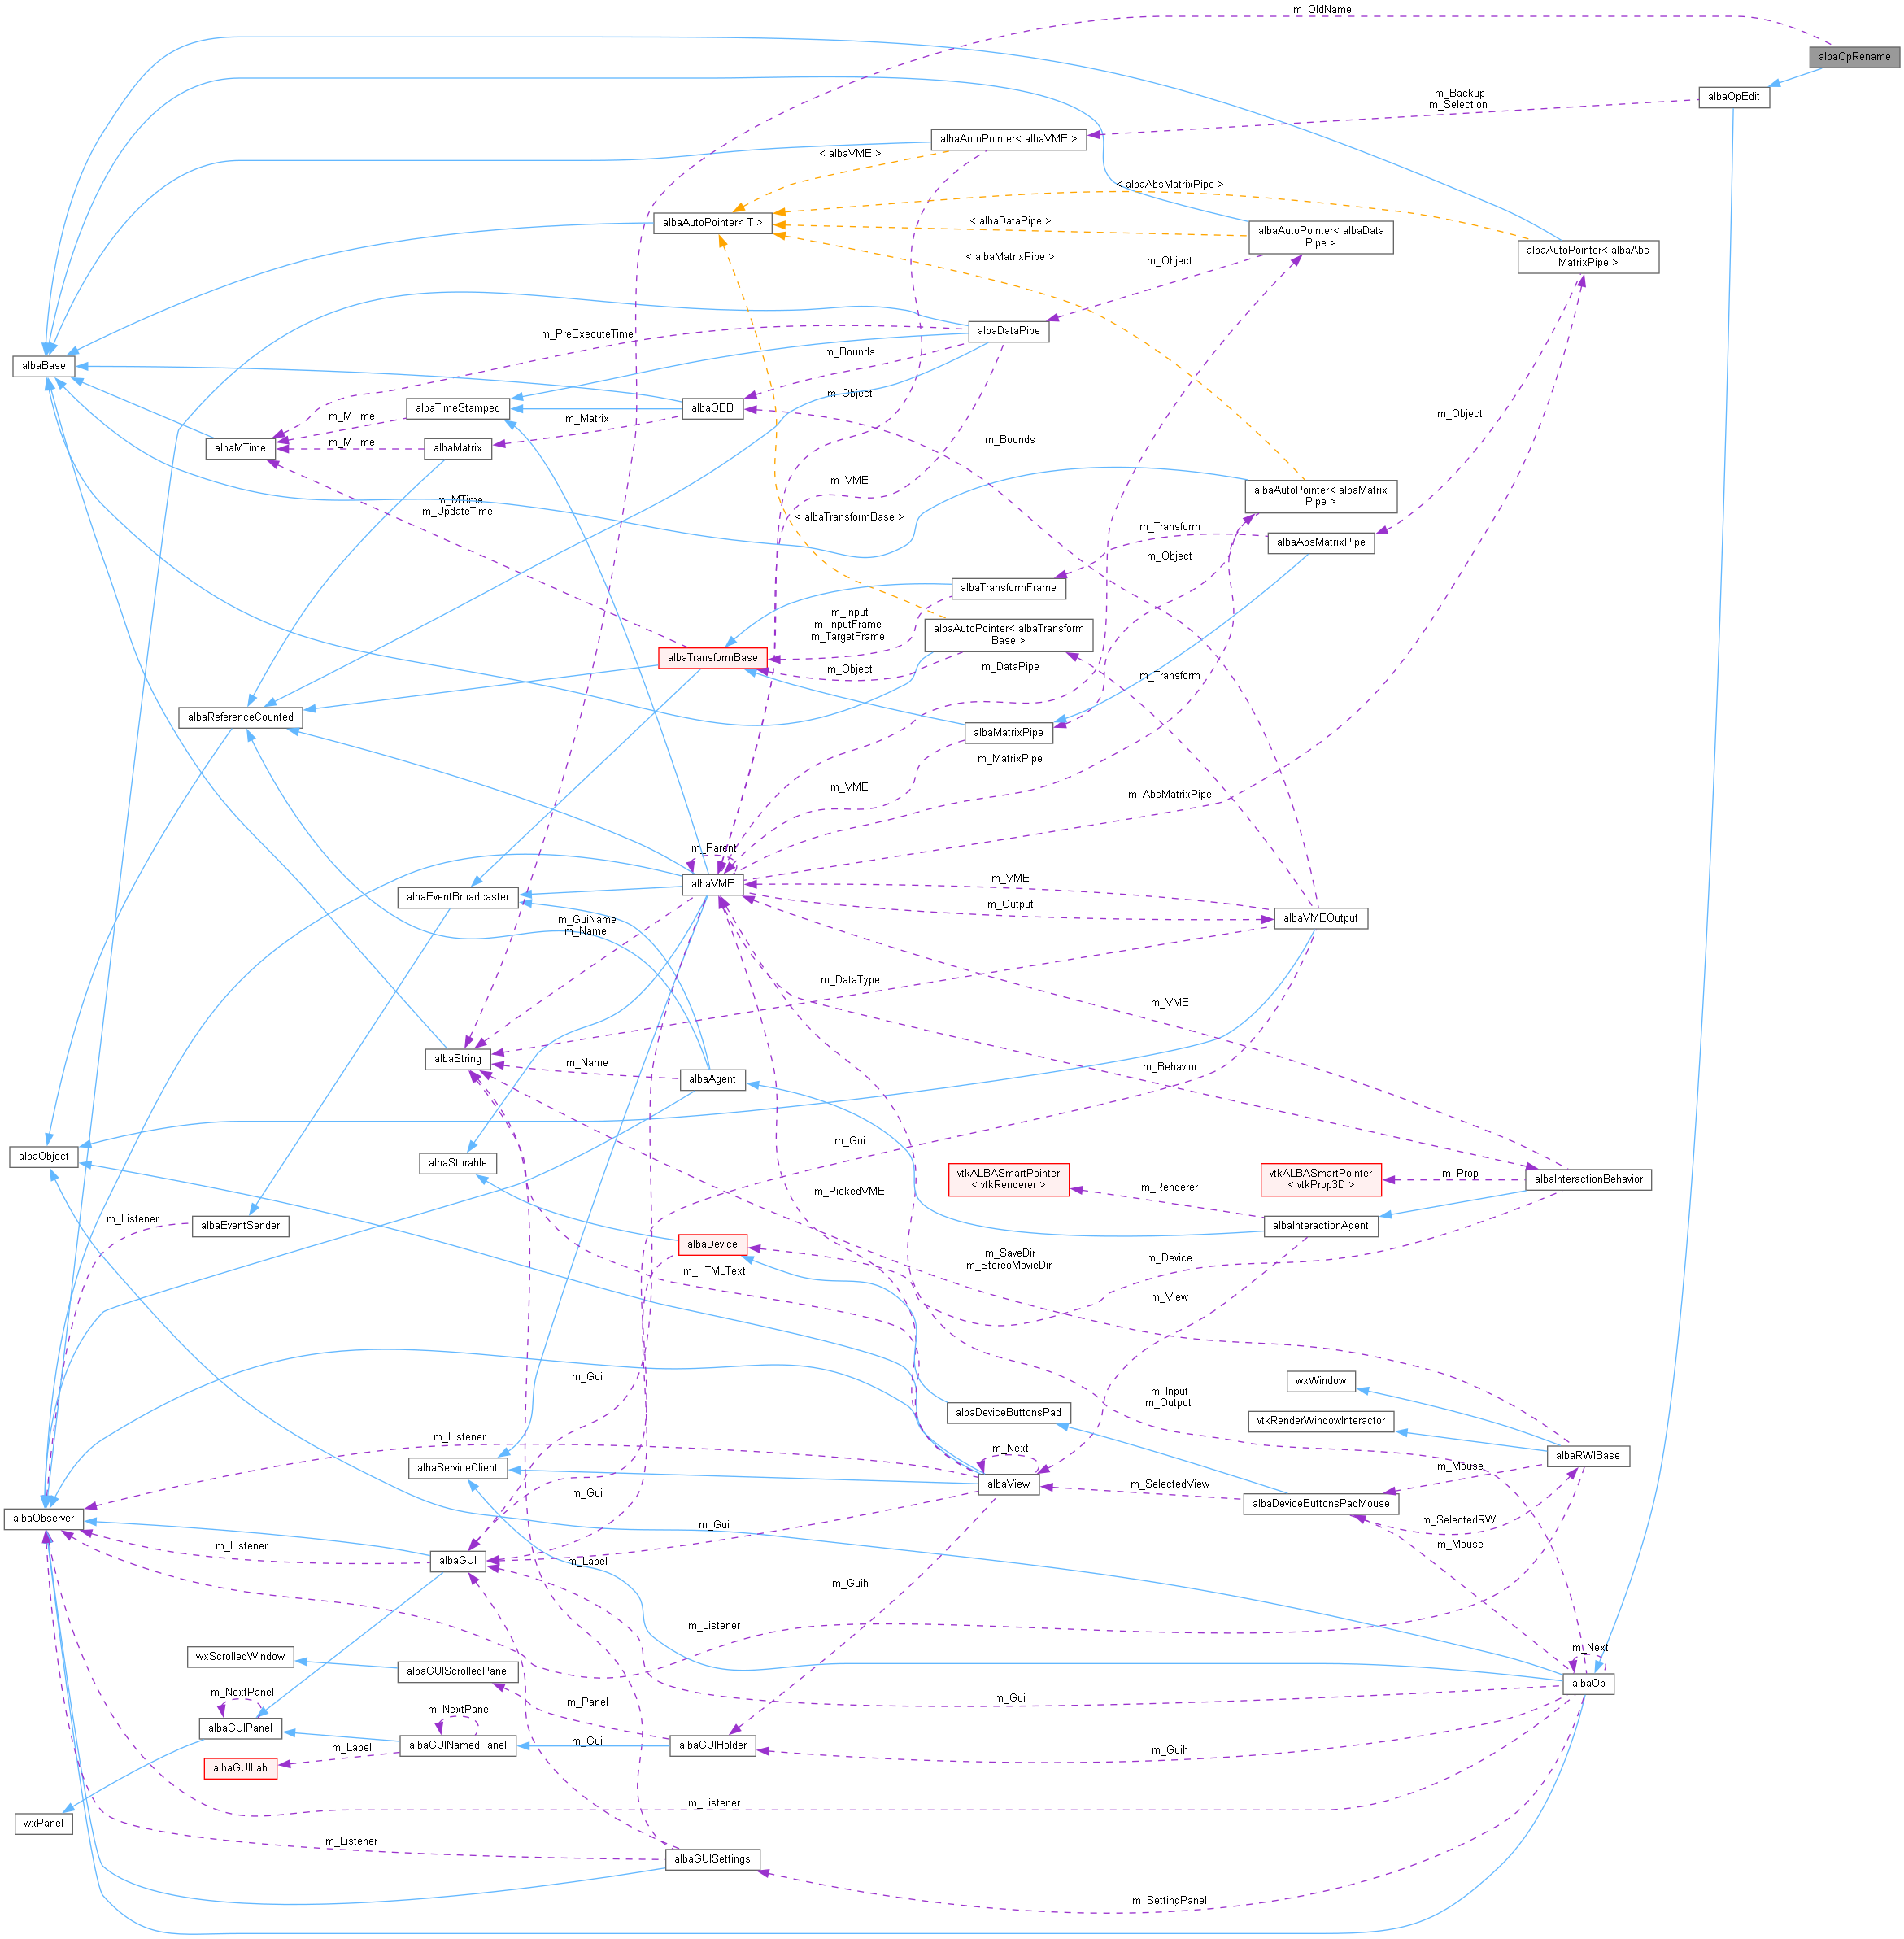 m_OldName
albaOpRename
m_Backup
m_Selection
albaOpEdit
albaAutoPointer< albaVME >
< albaVME >
< albaAbsMatrixPipe >
albaAutoPointer< T >
< albaDataPipe >
albaAutoPointer< albaData
Pipe >
albaAutoPointer< albaAbs
MatrixPipe >
< albaMatrixPipe >
m_Object
m_PreExecuteTime
albaDataPipe
m_Bounds
albaBase
m_Object
albaTimeStamped
albaOBB
m_MTime
m_Matrix
m_Object
albaMTime
m_MTime
albaMatrix
m_Bounds
m_VME
albaAutoPointer< albaMatrix
Pipe >
m_MTime
m_UpdateTime
< albaTransformBase >
m_Transform
albaAbsMatrixPipe
m_Object
albaTransformFrame
m_Input
m_InputFrame
m_TargetFrame
albaAutoPointer< albaTransform
Base >
albaTransformBase
m_Object
m_DataPipe
m_Transform
albaReferenceCounted
albaMatrixPipe
m_MatrixPipe
m_VME
m_AbsMatrixPipe
m_Parent
albaVME
m_VME
albaEventBroadcaster
m_Output
albaVMEOutput
m_GuiName
m_Name
m_DataType
m_VME
albaString
m_Name
albaAgent
m_Behavior
m_Gui
albaObject
albaStorable
vtkALBASmartPointer
< vtkRenderer >
vtkALBASmartPointer
< vtkProp3D >
m_Prop
albaInteractionBehavior
m_Renderer
m_PickedVME
m_Listener
albaEventSender
albaInteractionAgent
albaDevice
m_SaveDir
m_StereoMovieDir
m_Device
m_HTMLText
m_View
m_Gui
wxWindow
m_Input
m_Output
albaDeviceButtonsPad
vtkRenderWindowInteractor
m_Listener
m_Next
albaRWIBase
albaServiceClient
m_Mouse
albaView
m_SelectedView
albaDeviceButtonsPadMouse
m_Gui
albaObserver
m_Gui
m_SelectedRWI
m_Listener
m_Mouse
albaGUI
m_Label
m_Guih
m_Listener
m_Next
wxScrolledWindow
albaGUIScrolledPanel
albaOp
m_NextPanel
m_Panel
m_Gui
m_NextPanel
albaGUIPanel
albaGUINamedPanel
m_Gui
albaGUIHolder
m_Label
m_Guih
albaGUILab
m_Listener
wxPanel
m_Listener
albaGUISettings
m_SettingPanel